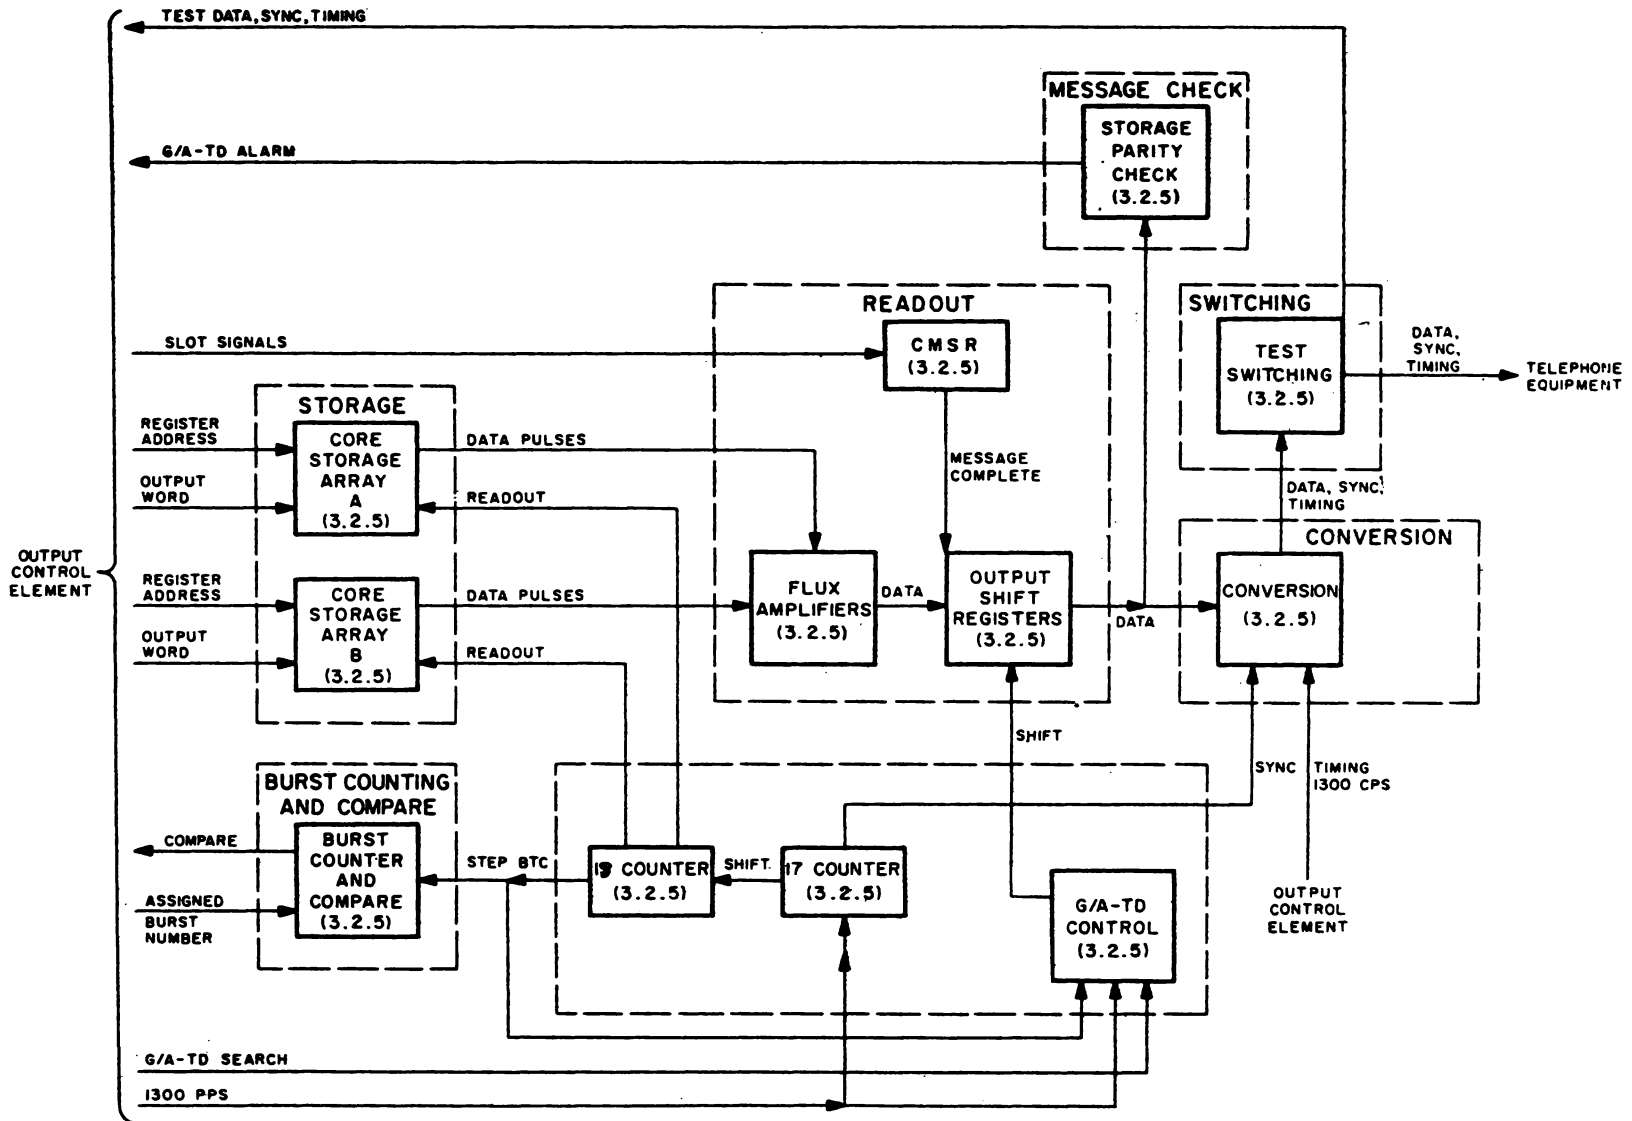 TEST DATA, SYNC, TIMING
MESSAGE CHECK
STORAGE
PARITY
CHECK
(3.2.5)
G/A-TD ALARM
READOUT
SWITCHING
CMSR
(3.2.5)
SLOT SIGNALS
TEST
SWITCHING
(3.2.5)
DATA,
SYNC,
TIMING
TELEPHONE
EQUIPMENT
STORAGE
REGISTER
ADDRESS
CORE
STORAGE
ARRAY
A
(3.2.5)
DATA PULSES
OUTPUT
WORD
READOUT
MESSAGE
COMPLETE
DATA, SYNC,
TIMING
CONVERSION
OUTPUT
CONTROL
ELEMENT
REGISTER
ADDRESS
CORE
STORAGE
ARRAY
B
(3.2.5)
DATA PULSES
OUTPUT
WORD
READOUT
FLUX
AMPLIFIERS
(3.2.5)
DATA
OUTPUT
SHIFT
REGISTERS
(3.2.5)
DATA
CONVERSION
(3.2.5)
SHIFT
SYNC
TIMING
1300 CPS
BURST COUNTING
AND COMPARE
COMPARE
BURST
COUNTER
AND
COMPARE
(3.2.5)
ASSIGNED
BURST
NUMBER
STEP BTC
COUNTER
(3.2.5)
SHIFT
17 COUNTER
(3.2.5)
G/A-TD
CONTROL
(3.2.5)
OUTPUT
CONTROL
ELEMENT
G/A-TD SEARCH
1300 PPS